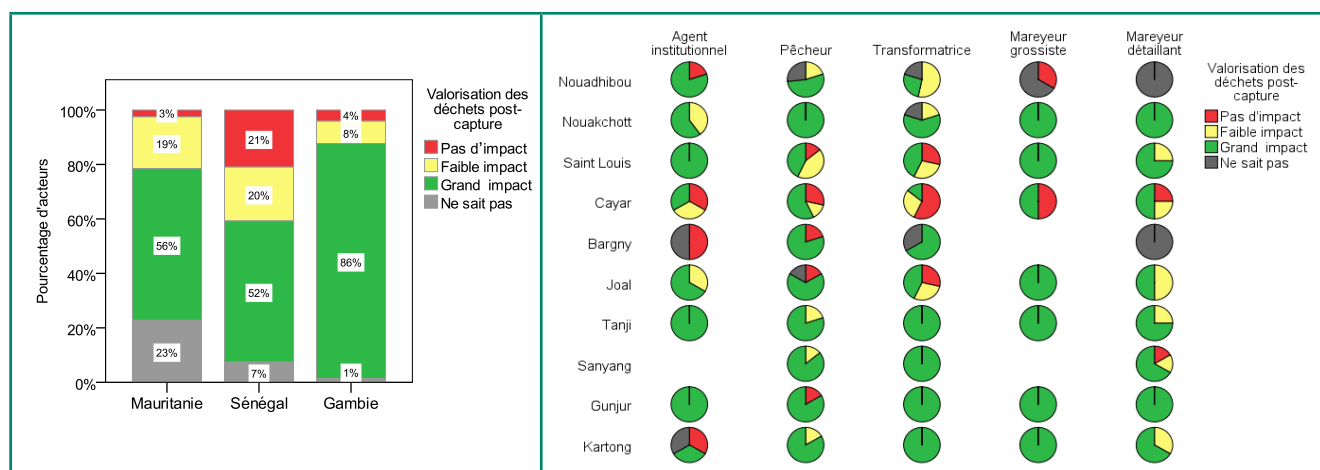 100%
80%
60%
40%
20%
0%
Pourcentage d'acteurs
3%
19%
56%
23%
21%
20%
52%
7%
4%
8%
86%
1%
Mauritanie Sénégal Gambie
Valorisation des
déchets post-
capture
Pas d'impact
Faible impact
Grand impact
Ne sait pas
Agent
institutionnel
Pêcheur
Transformatrice
Mareyeur
grossiste
Mareyeur
détaillant
Nouadhibou
Nouakchott
Saint Louis
Cayar
Bargny
Joal
Tanji
Sanyang
Gunjur
Kartong
Valorisation des
déchets post-
capture
Pas d'impact
Faible impact
Grand impact
Ne sait pas